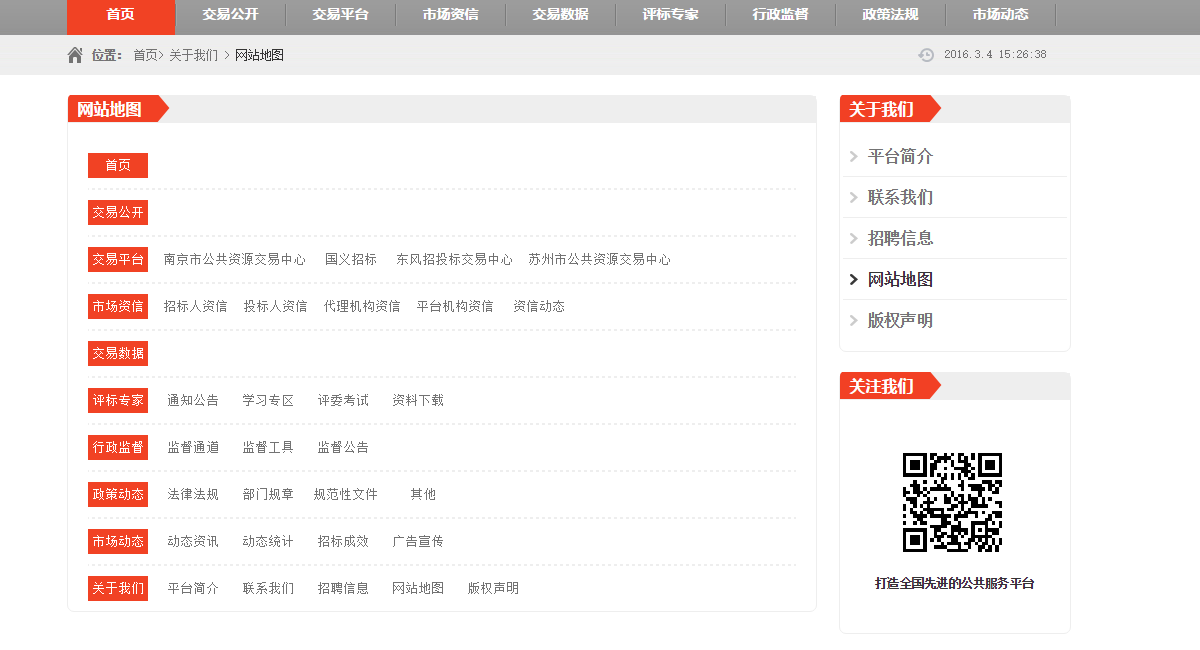 首页 交易公开 交易平台 市场资信 交易数据 评标专家 行政监督 政策法规 市场动态
位置： 首页> 关于我们 > 网站地图 2016.3.4 15:26:38
网站地图
首页
交易公开
交易平台 南京市公共资源交易中心 国义招标 东风招投标交易中心 苏州市公共资源交易中心
市场资信 招标人资信 投标人资信 代理机构资信 平台机构资信 资信动态
交易数据
评标专家 通知公告 学习专区 评委考试 资料下载
行政监督 监督通道 监督工具 监督公告
政策动态 法律法规 部门规章 规范性文件 其他
市场动态 动态资讯 动态统计 招标成效 广告宣传
关于我们 平台简介 联系我们 招聘信息 网站地图 版权声明
关于我们
平台简介
联系我们
招聘信息
网站地图
版权声明
关注我们
打造全国先进的公共服务平台